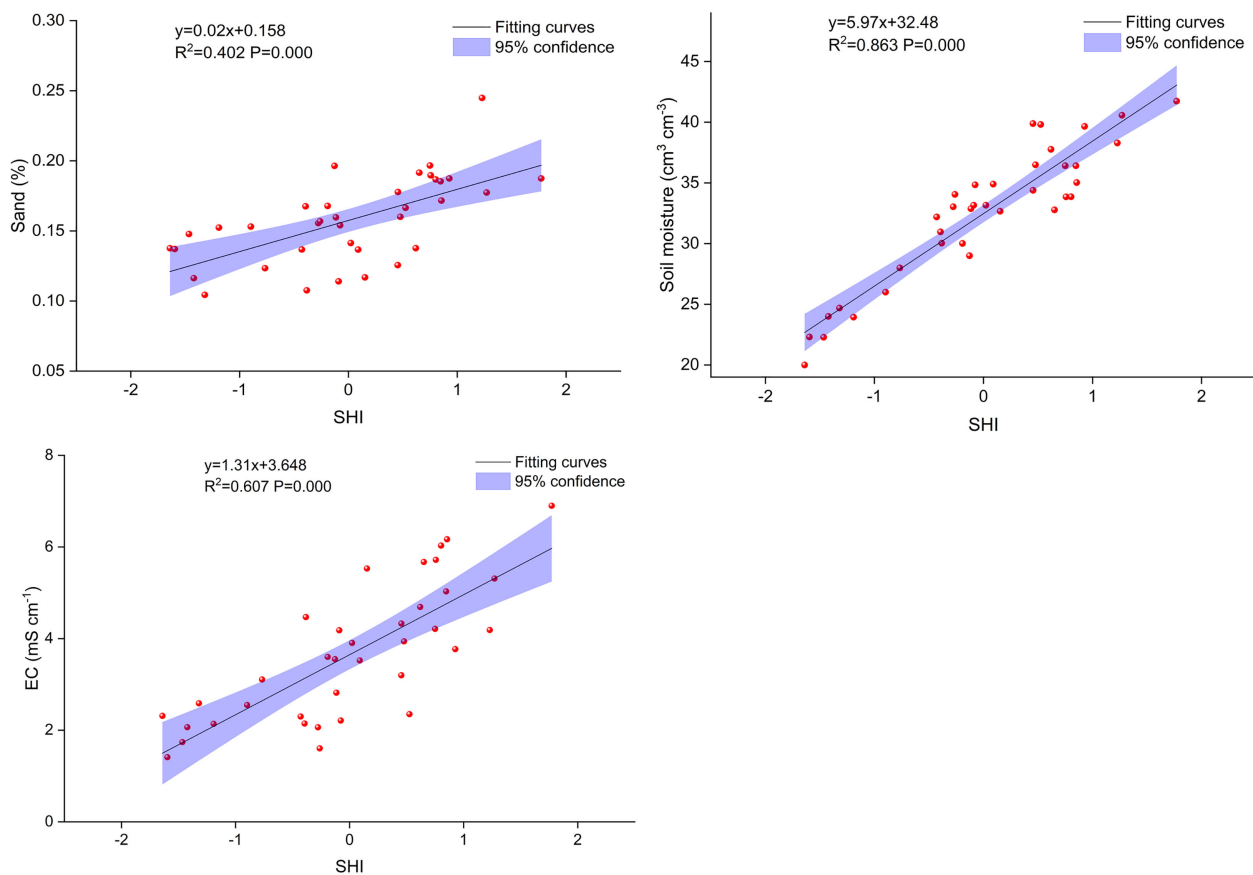 y=0.02x+0.158
R²=0.402 P=0.000
Fitting curves
95% confidence
0.30
0.25
0.20
0.15
0.10
0.05
Sand (%)
-2
-1
0
1
2
SHI
y=5.97x+32.48
R²=0.863 P=0.000
Fitting curves
95% confidence
45
40
35
30
25
20
Soil moisture (cm³ cm⁻³)
-2
-1
0
1
2
SHI
y=1.31x+3.648
R²=0.607 P=0.000
Fitting curves
95% confidence
8
6
4
2
0
EC (mS cm⁻¹)
-2
-1
0
1
2
SHI